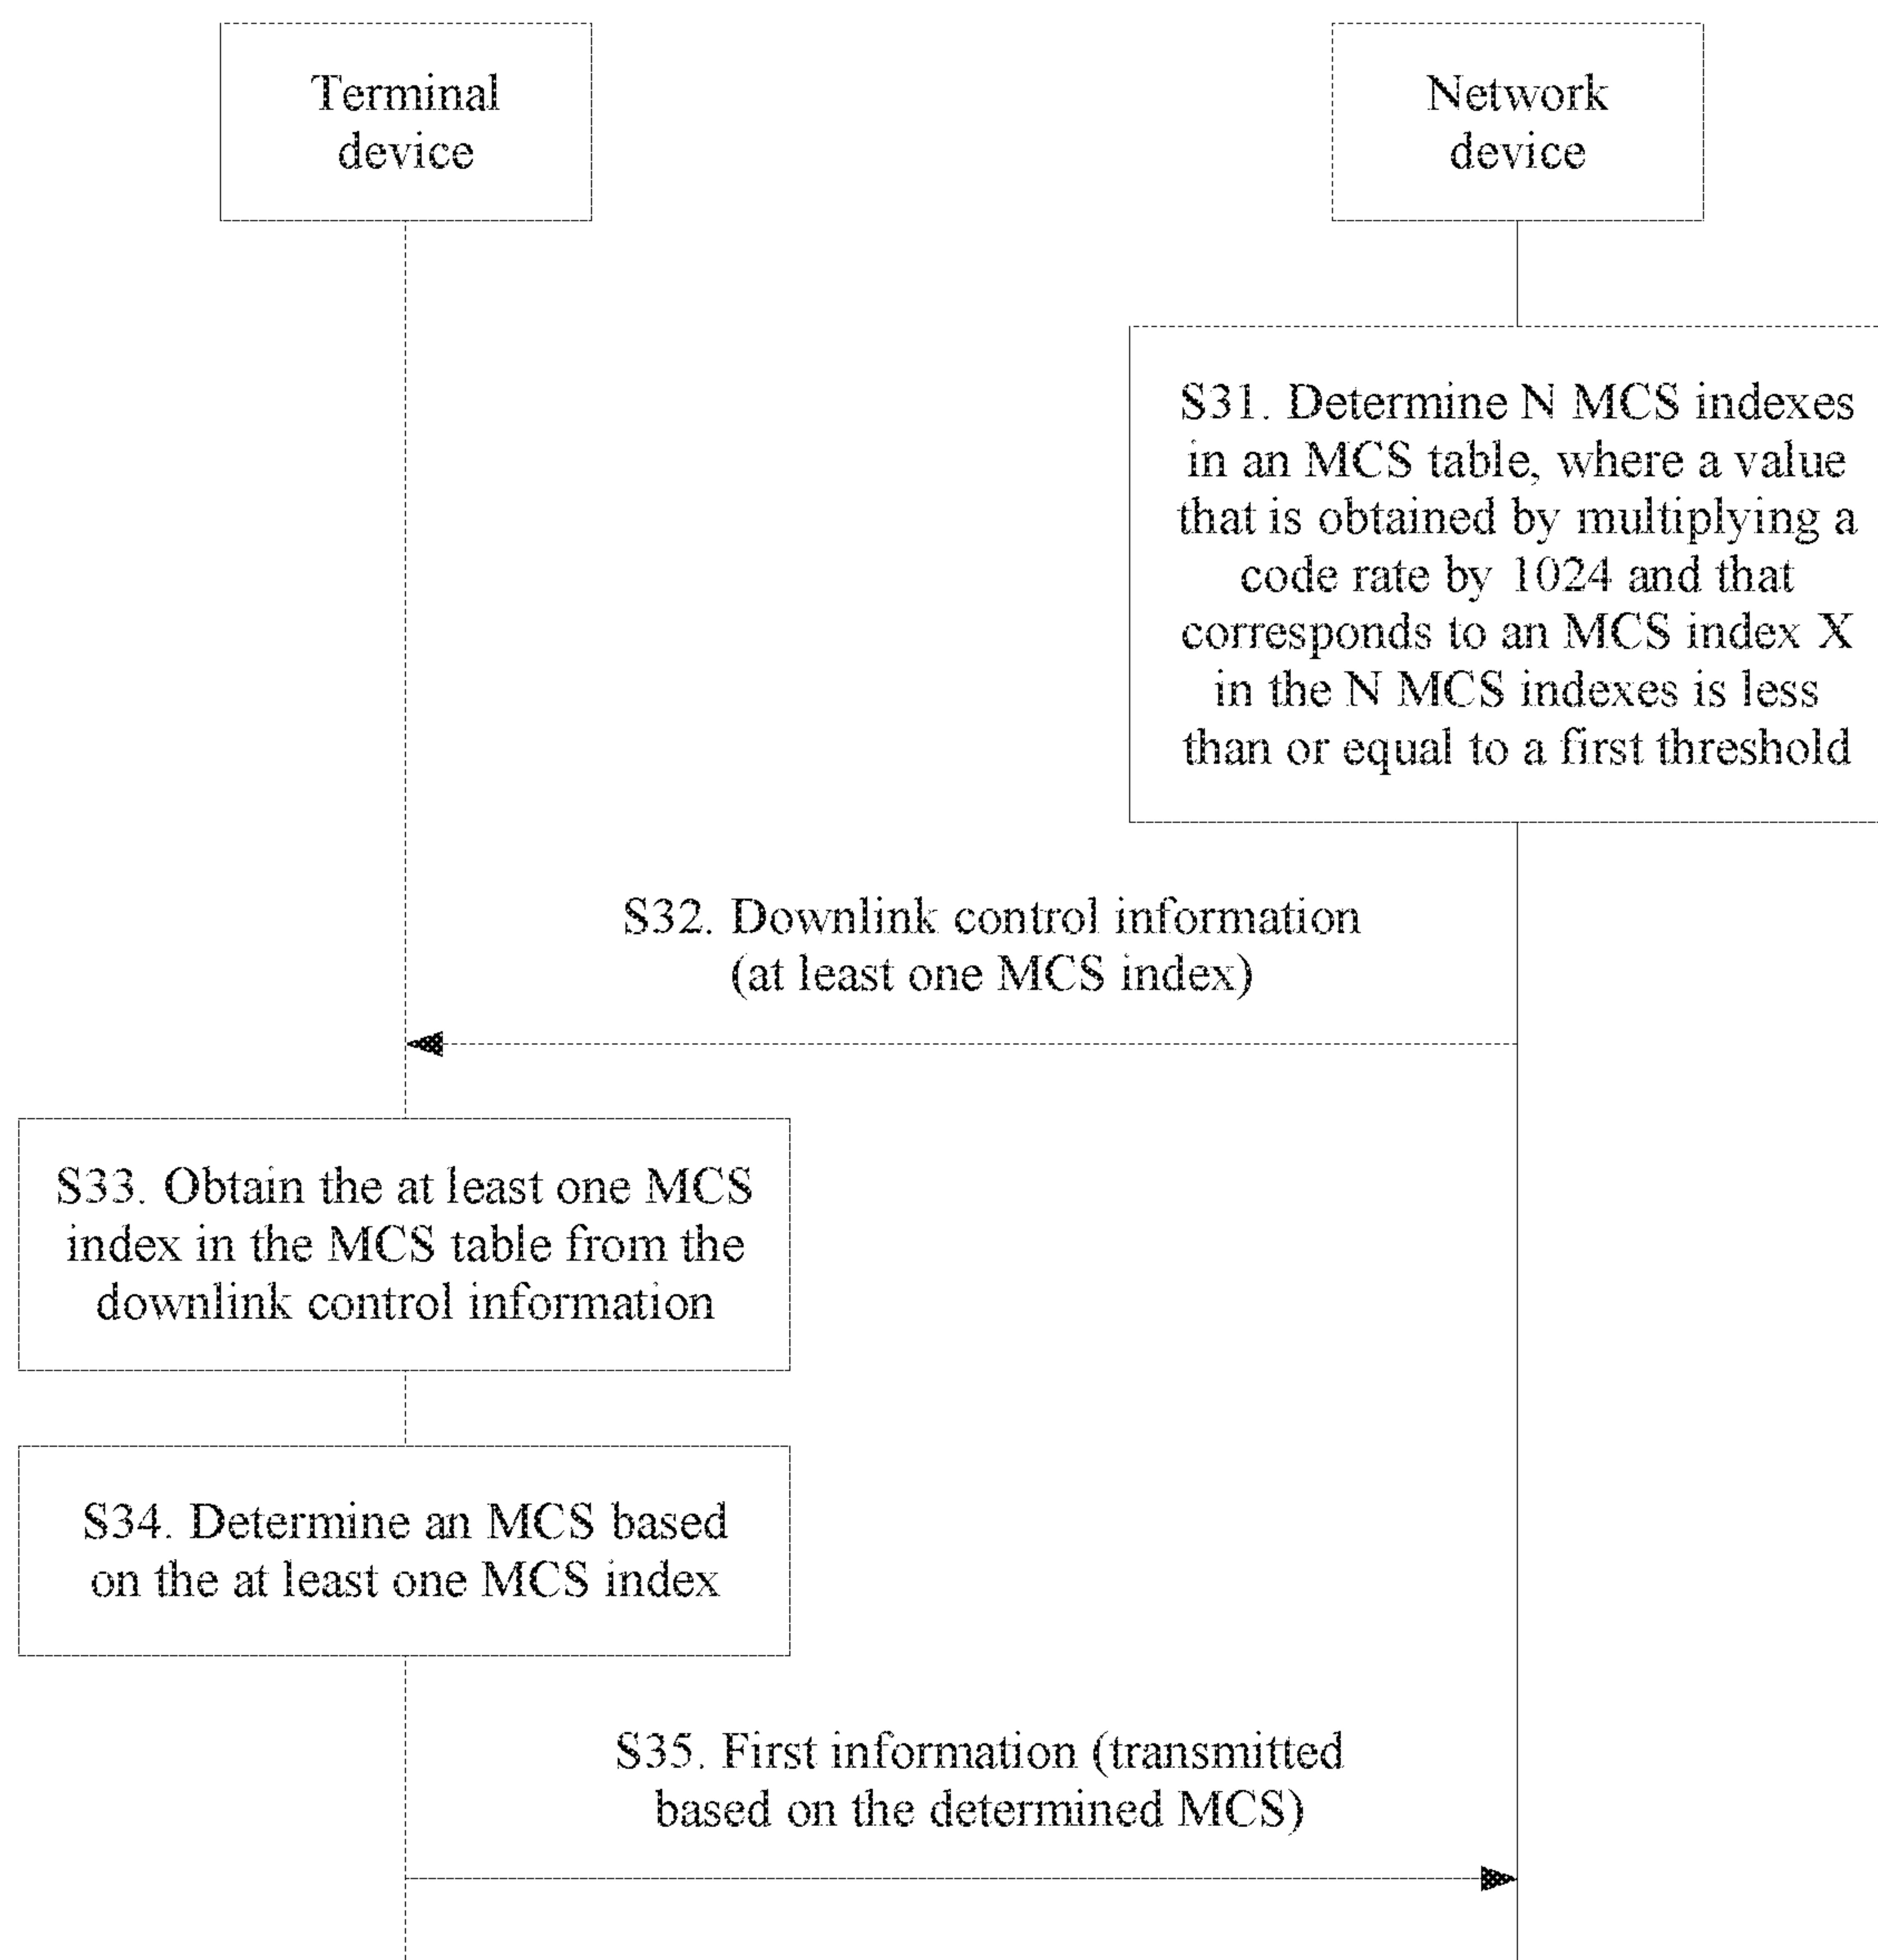 Terminal
device
Network
device
S31. Determine N MCS indexes
in an MCS table, where a value
that is obtained by multiplying a
code rate by 1024 and that
corresponds to an MCS index X
in the N MCS indexes is less
than or equal to a first threshold
S32. Downlink control information
(at least one MCS index)
S33. Obtain the at least one MCS
index in the MCS table from the
downlink control information
S34. Determine an MCS based
on the at least one MCS index
S35. First information (transmitted
based on the determined MCS)